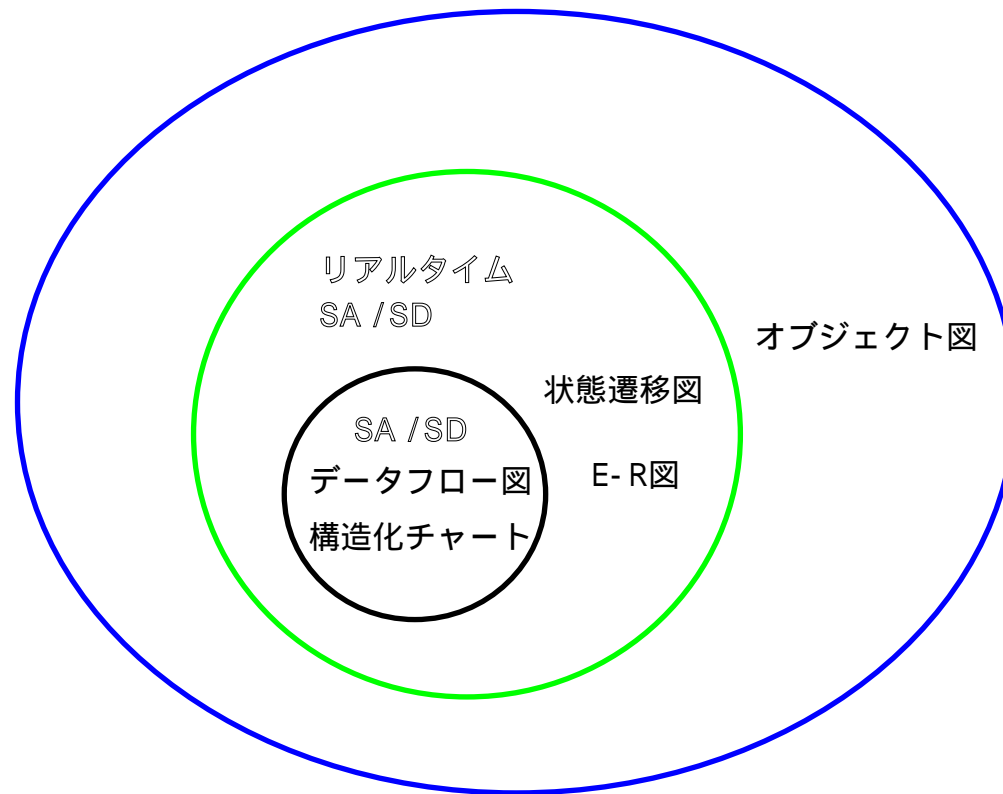 リアルタイム
SA /SD
オブジェクト図
状態遷移図
SA /SD
E- R図
データフロー図
構造化チャート